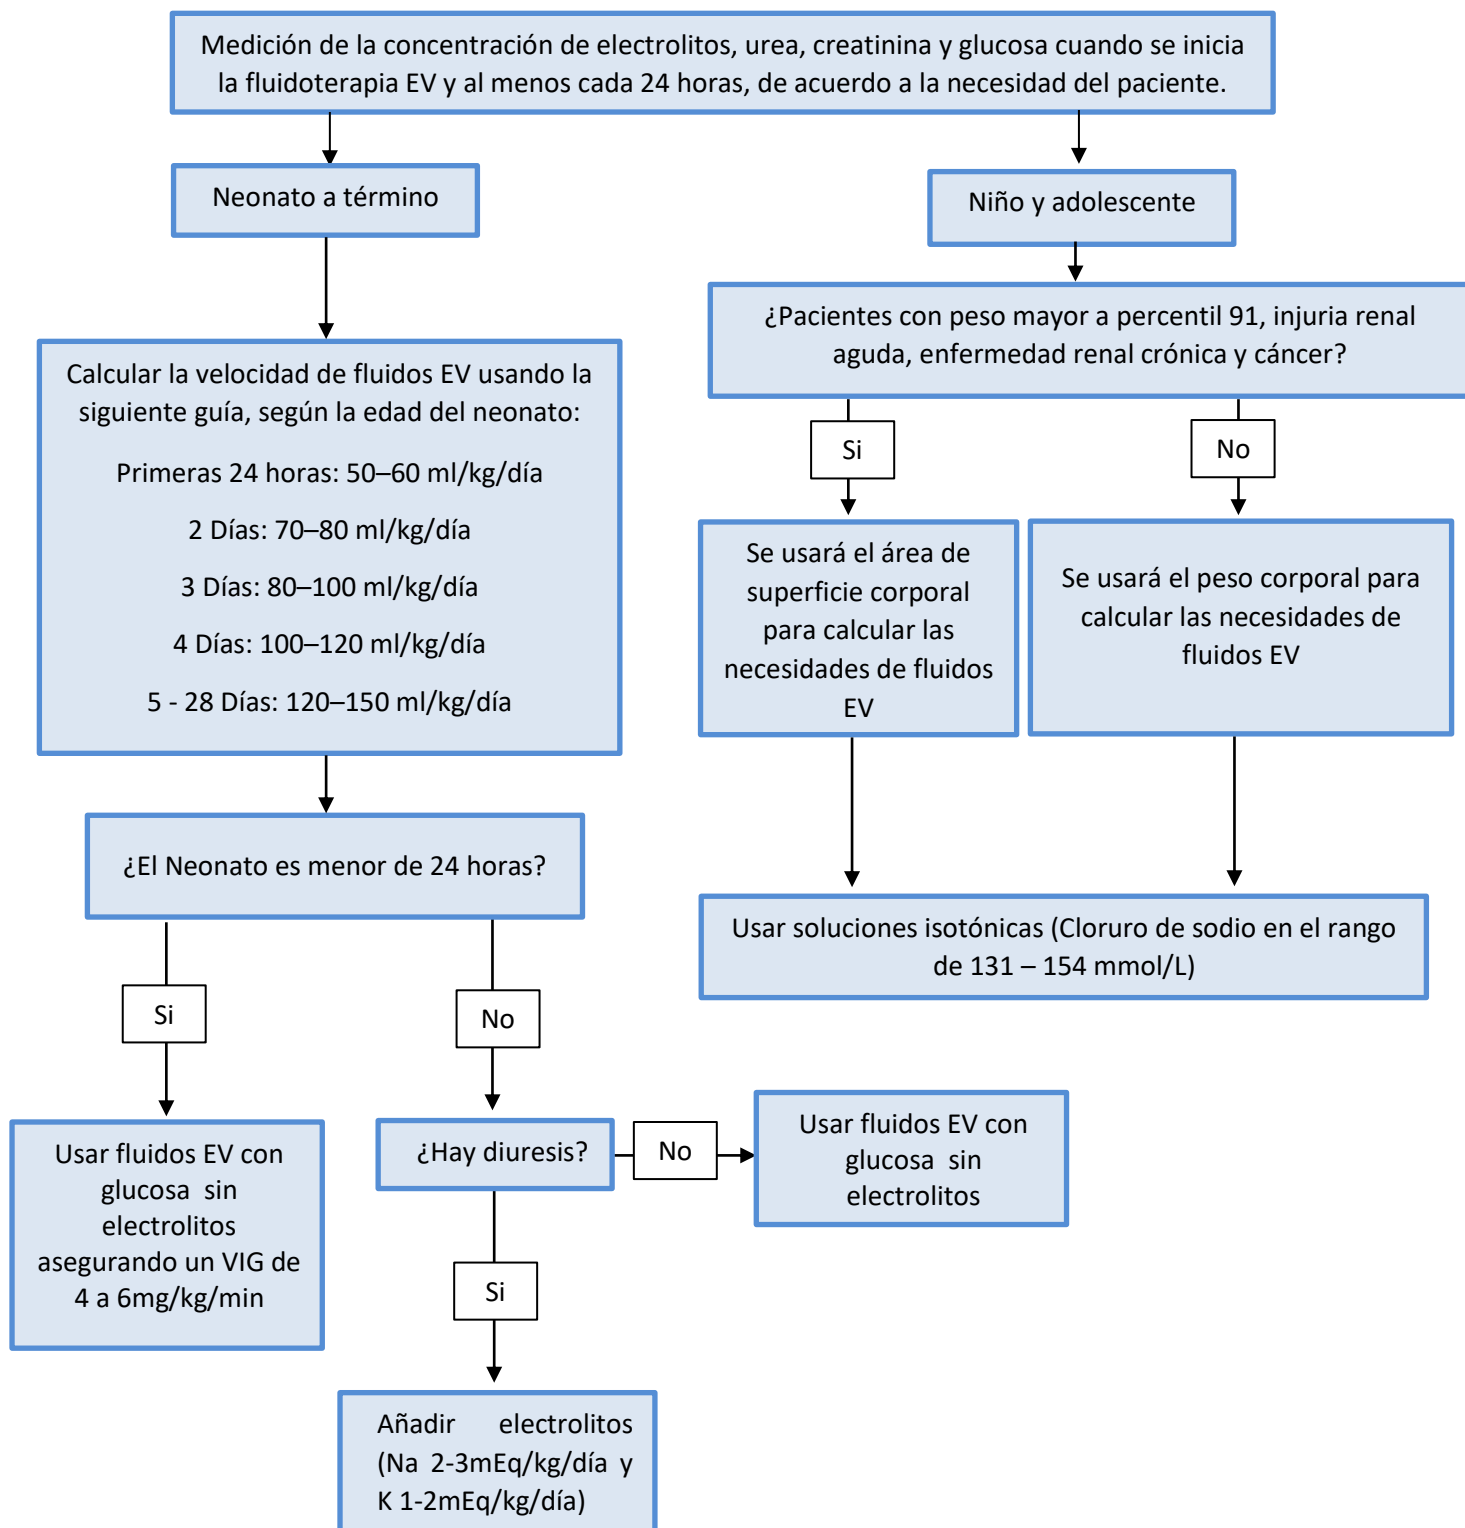 Medición de la concentración de electrolitos, urea, creatinina y glucosa cuando se inicia
la fluidoterapia EV y al menos cada 24 horas, de acuerdo a la necesidad del paciente.
Neonato a término
Niño y adolescente
Calcular la velocidad de fluidos EV usando la
siguiente guía, según la edad del neonato:
Primeras 24 horas: 50–60 ml/kg/día
2 Días: 70–80 ml/kg/día
3 Días: 80–100 ml/kg/día
4 Días: 100–120 ml/kg/día
5 - 28 Días: 120–150 ml/kg/día
¿Pacientes con peso mayor a percentil 91, injuria renal
aguda, enfermedad renal crónica y cáncer?
Si
No
Se usará el área de
superficie corporal
para calcular las
necesidades de fluidos
EV
Se usará el peso corporal para
calcular las necesidades de
fluidos EV
Usar soluciones isotónicas (Cloruro de sodio en el rango
de 131 – 154 mmol/L)
¿El Neonato es menor de 24 horas?
Si
No
Usar fluidos EV con
glucosa sin
electrolitos
asegurando un VIG de
4 a 6mg/kg/min
¿Hay diuresis?
No
Usar fluidos EV con
glucosa sin
electrolitos
Si
Añadir electrolitos
(Na 2-3mEq/kg/día y
K 1-2mEq/kg/día)